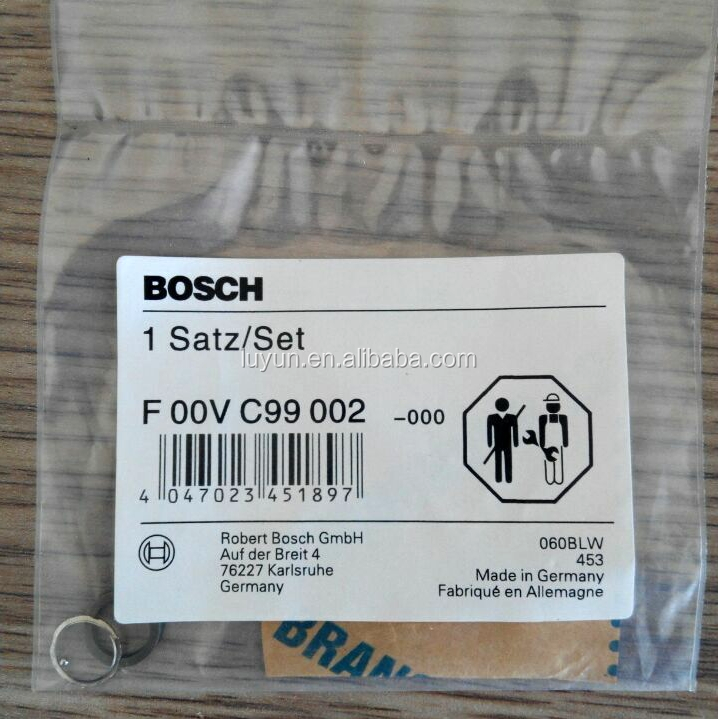 BOSCH
1 Satz/Set
luyun.en.alibaba.com
F 00V C99 002 -000
4 047023 451897
Robert Bosch GmbH
Auf der Breit 4
76227 Karlsruhe
Germany
060BLW
453
Made in Germany
Fabriqué en Allemagne
BRAN